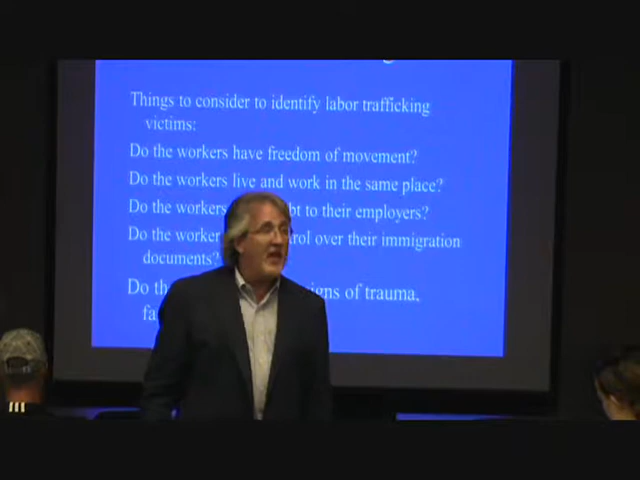 Things to consider to identify labor trafficking
victims:
Do the workers have freedom of movement?
Do the workers live and work in the same place?
Do the workers bt to their employers?
Do the worker rol over their immigration
documents?
Do th igns of trauma,
fa